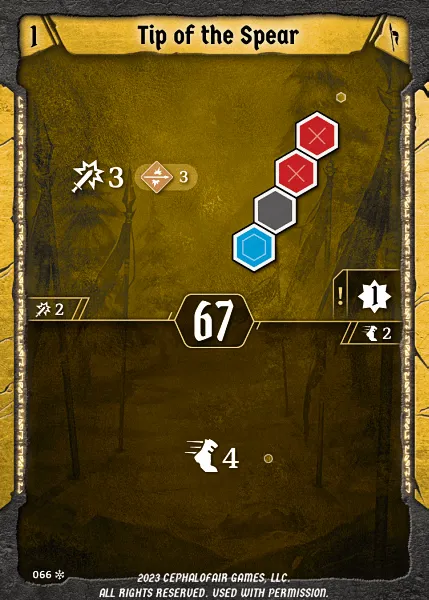 1 Tip of the Spear
3 3
! 1
2 67 2
4
066
2023 CEPHALOFAIR GAMES, LLC.
ALL RIGHTS RESERVED. USED WITH PERMISSION.